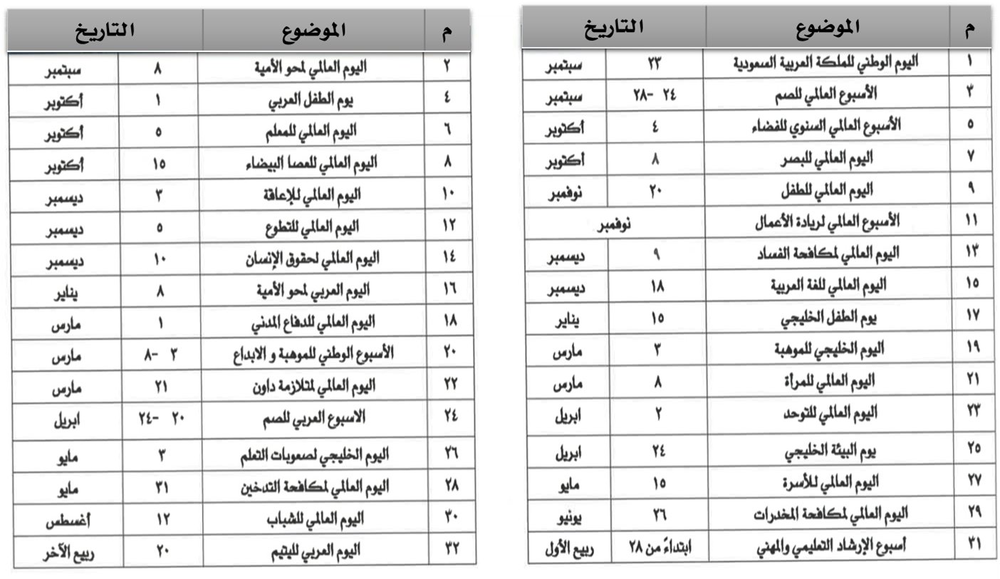 م الموضوع التاريخ
١ اليوم الوطني للملكة العربية السعودية ٢٣ سبتمبر
٣ الأسبوع العالمي للصم ٢٤ -٢٨ سبتمبر
٥ الأسبوع العالمي السنوي للفضاء ٤ أكتوبر
٧ اليوم العالمي للبصر ٨ أكتوبر
٩ اليوم العالمي للطفل ٢٠ نوفمبر
١١ الأسبوع العالمي لريادة الأعمال نوفمبر
١٣ اليوم العالمي لمكافحة الفساد ٩ ديسمبر
١٥ اليوم العالمي للغة العربية ١٨ ديسمبر
١٧ يوم الطفل الخليجي ١٥ يناير
١٩ اليوم الخليجي للموهبة ٣ مارس
٢١ اليوم العالمي للمرأة ٨ مارس
٢٣ اليوم العالمي للتوحد ٢ ابريل
٢٥ يوم البيئة الخليجي ٢٤ ابريل
٢٧ اليوم العالمي للأسرة ١٥ مايو
٢٩ اليوم العالمي لمكافحة المخدرات ٢٦ يونيو
٣١ أسبوع الإرشاد التعليمي والمهني ابتداءً من ٢٨ ربيع الأول
م الموضوع التاريخ
٢ اليوم العالمي لمحو الأمية ٨ سبتمبر
٤ يوم الطفل العربي ١ أكتوبر
٦ اليوم العالمي للمعلم ٥ أكتوبر
٨ اليوم العالمي للعصا البيضاء ١٥ أكتوبر
١٠ اليوم العالمي للإعاقة ٣ ديسمبر
١٢ اليوم العالمي للتطوع ٥ ديسمبر
١٤ اليوم العالمي لحقوق الإنسان ١٠ ديسمبر
١٦ اليوم العربي لمحو الأمية ٨ يناير
١٨ اليوم العالمي للدفاع المدني ١ مارس
٢٠ الأسبوع الوطني للموهبة و الابداع ٣ -٨ مارس
٢٢ اليوم العالمي لمتلازمة داون ٢١ مارس
٢٤ الاسبوع العربي للصم ٢٠ -٢٤ ابريل
٢٦ اليوم الخليجي لصعوبات التعلم ٣ مايو
٢٨ اليوم العالمي لمكافحة التدخين ٣١ مايو
٣٠ اليوم العالمي للشباب ١٢ أغسطس
٣٢ اليوم العربي لليتيم ٢٠ ربيع الآخر